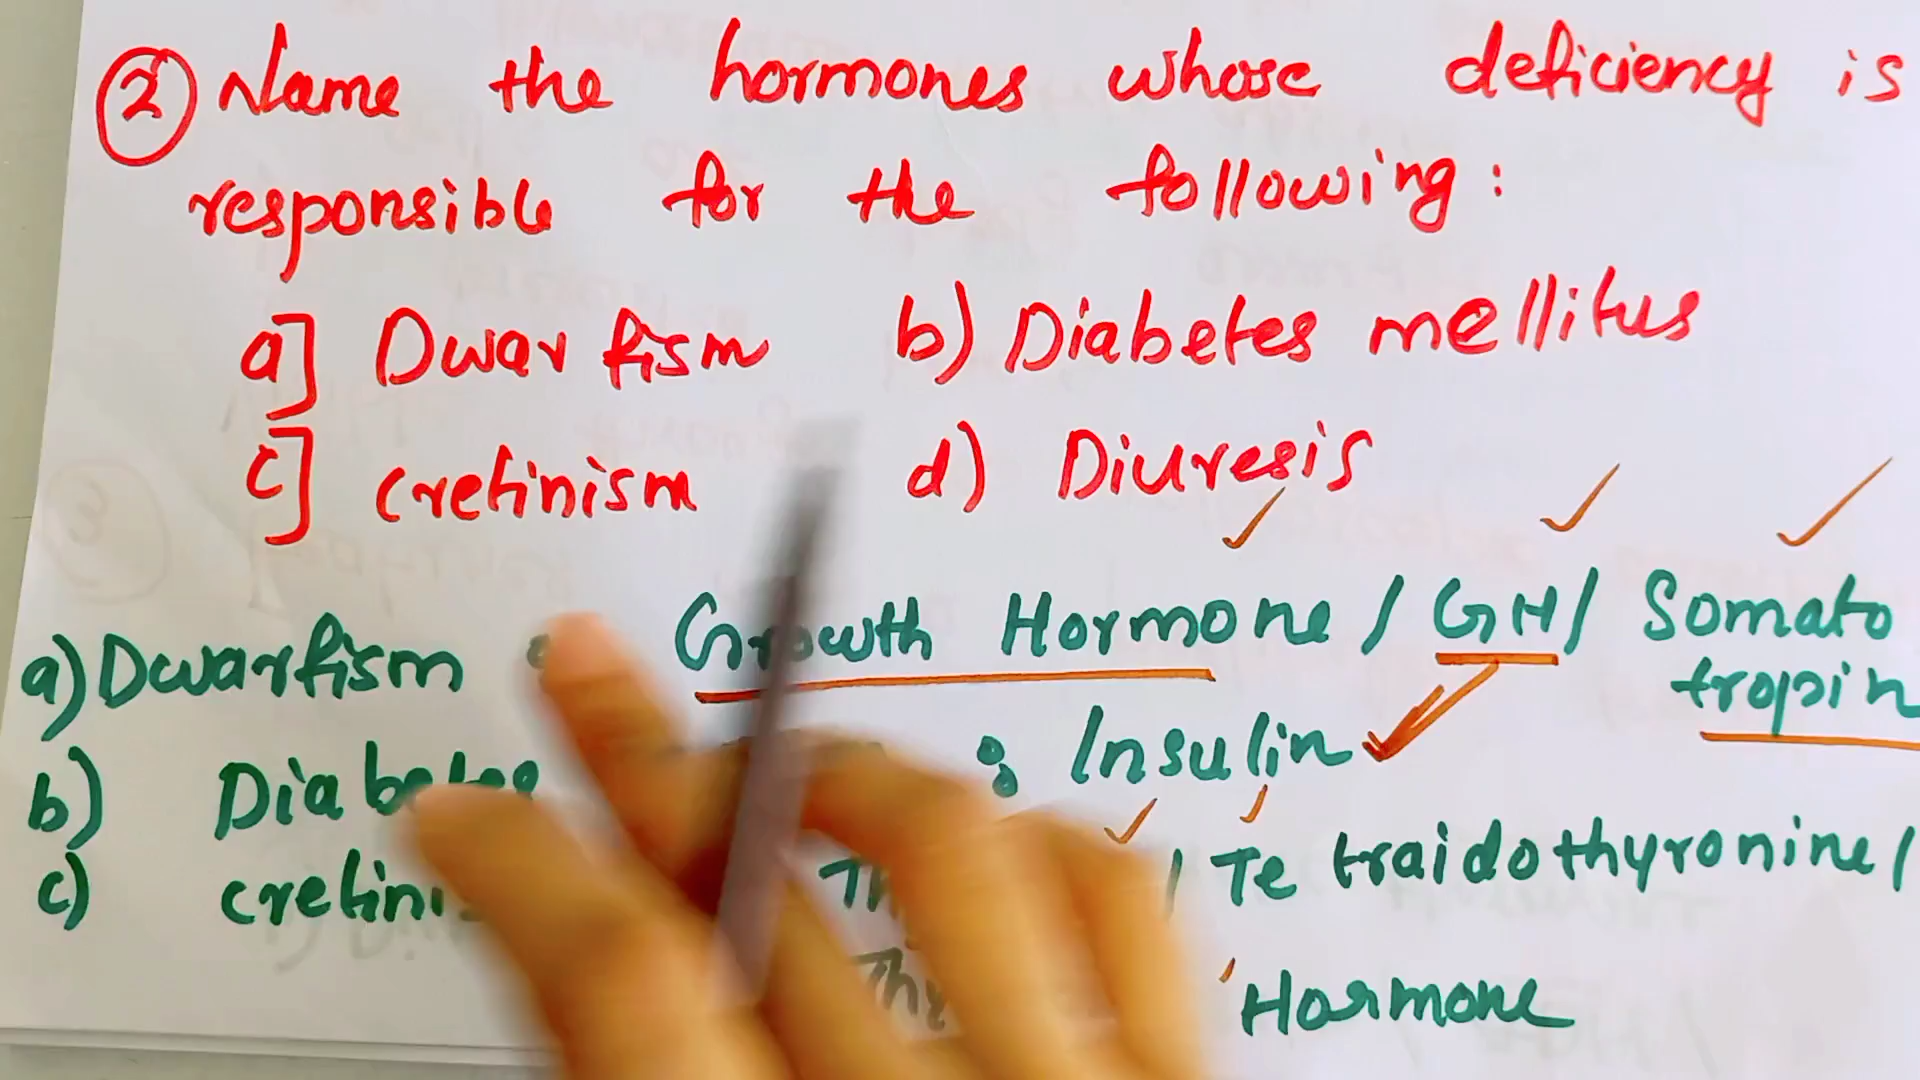 2 Name the hormones whose deficiency is
responsible for the following:
a] Dwarfism b) Diabetes mellitus
c] cretinism d) Diuresis
a) Dwarfism : Growth Hormone / GH / Somato
tropin
b) Diabetes : Insulin
c) / Tetraidothyronine /
Hormone